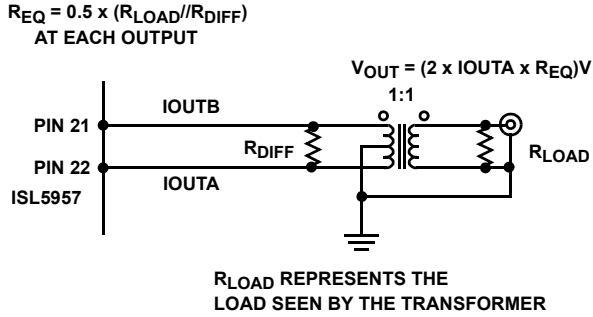 REQ = 0.5 x (RLOAD//RDIFF)
AT EACH OUTPUT
VOUT = (2 x IOUTA x REQ)V
1:1
IOUTB
PIN 21
RDIFF
RLOAD
PIN 22
IOUTA
ISL5957
RLOAD REPRESENTS THE
LOAD SEEN BY THE TRANSFORMER